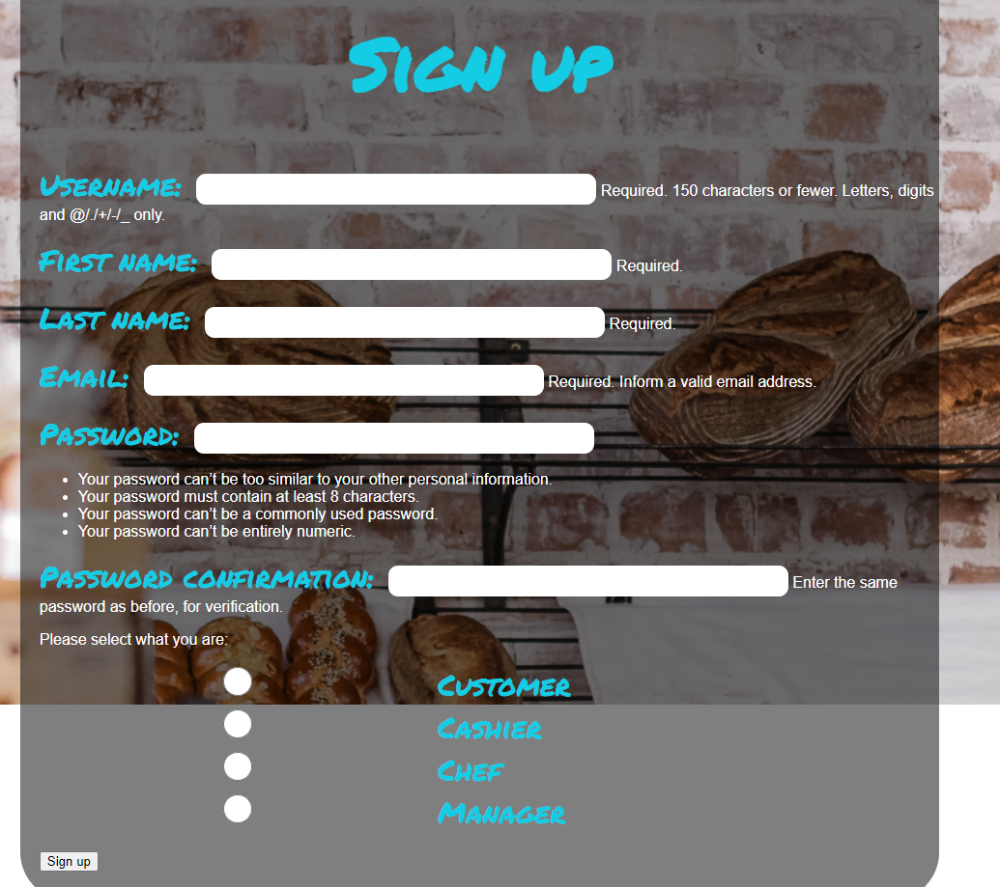 Sign up
Username: Required. 150 characters or fewer. Letters, digits
and @/./+/-/_ only.
First name: Required.
Last name: Required.
Email: Required. Inform a valid email address.
Password:
• Your password can’t be too similar to your other personal information.
• Your password must contain at least 8 characters.
• Your password can’t be a commonly used password.
• Your password can’t be entirely numeric.
Password confirmation: Enter the same
password as before, for verification.
Please select what you are:
Customer
Cashier
Chef
Manager
Sign up